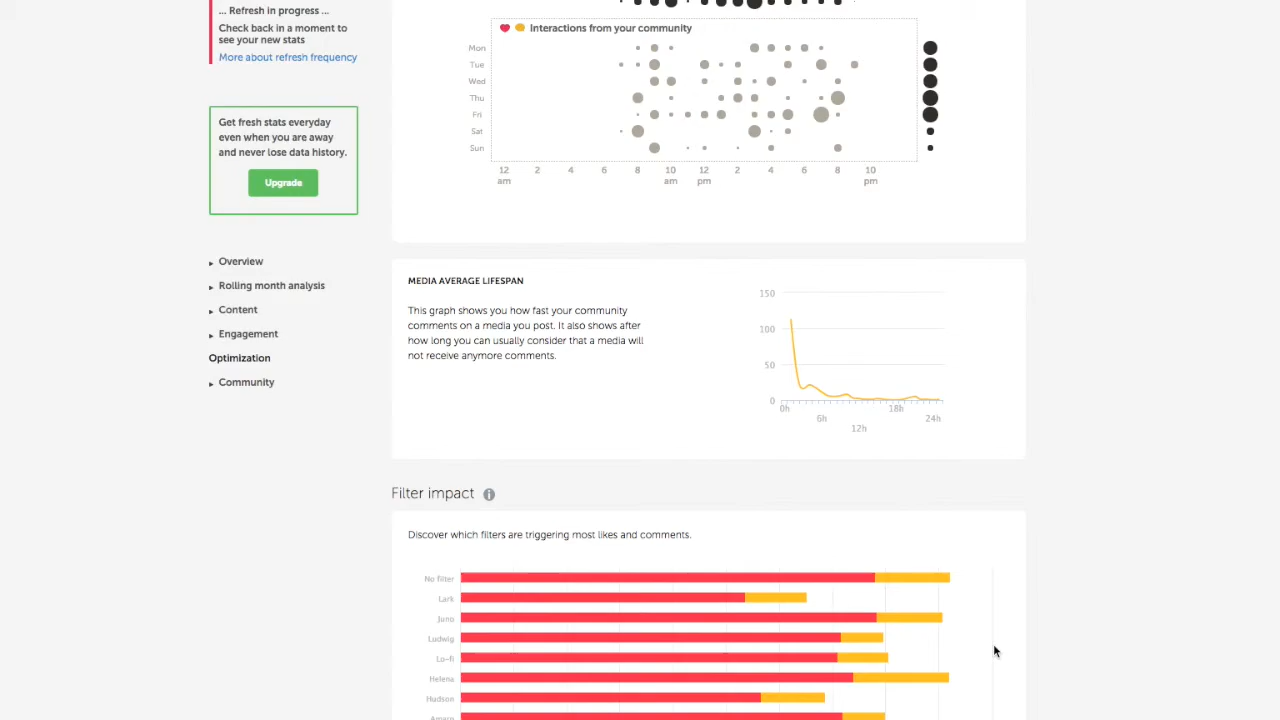 ... Refresh in progress ...
Check back in a moment to
see your new stats
More about refresh frequency
Get fresh stats everyday
even when you are away
and never lose data history.
Upgrade
Overview
Rolling month analysis
Content
Engagement
Optimization
Community
Interactions from your community
Mon
Tue
Wed
Thu
Fri
Sat
Sun
12 2 4 6 8 10 12 2 4 6 8 10
am am pm pm
MEDIA AVERAGE LIFESPAN
This graph shows you how fast your community
comments on a media you post. It also shows after
how long you can usually consider that a media will
not receive anymore comments.
150
100
50
0
0h 18h
6h 24h
12h
Filter impact i
Discover which filters are triggering most likes and comments.
No filter
Lark
Juno
Ludwig
Lo-fi
Helena
Hudson
Amaro